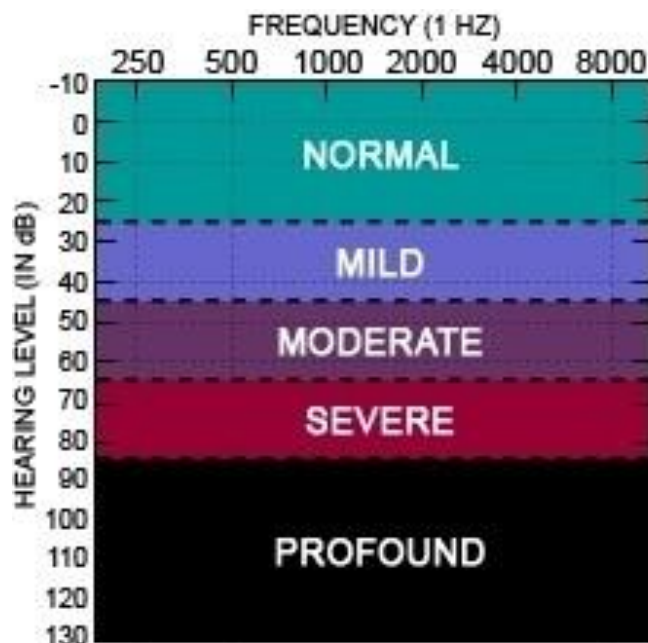 FREQUENCY (1 HZ)
250 500 1000 2000 4000 8000
HEARING LEVEL (IN dB)
-10
0
NORMAL
10
20
30
MILD
40
50
MODERATE
60
70
SEVERE
80
90
100
PROFOUND
110
120
130